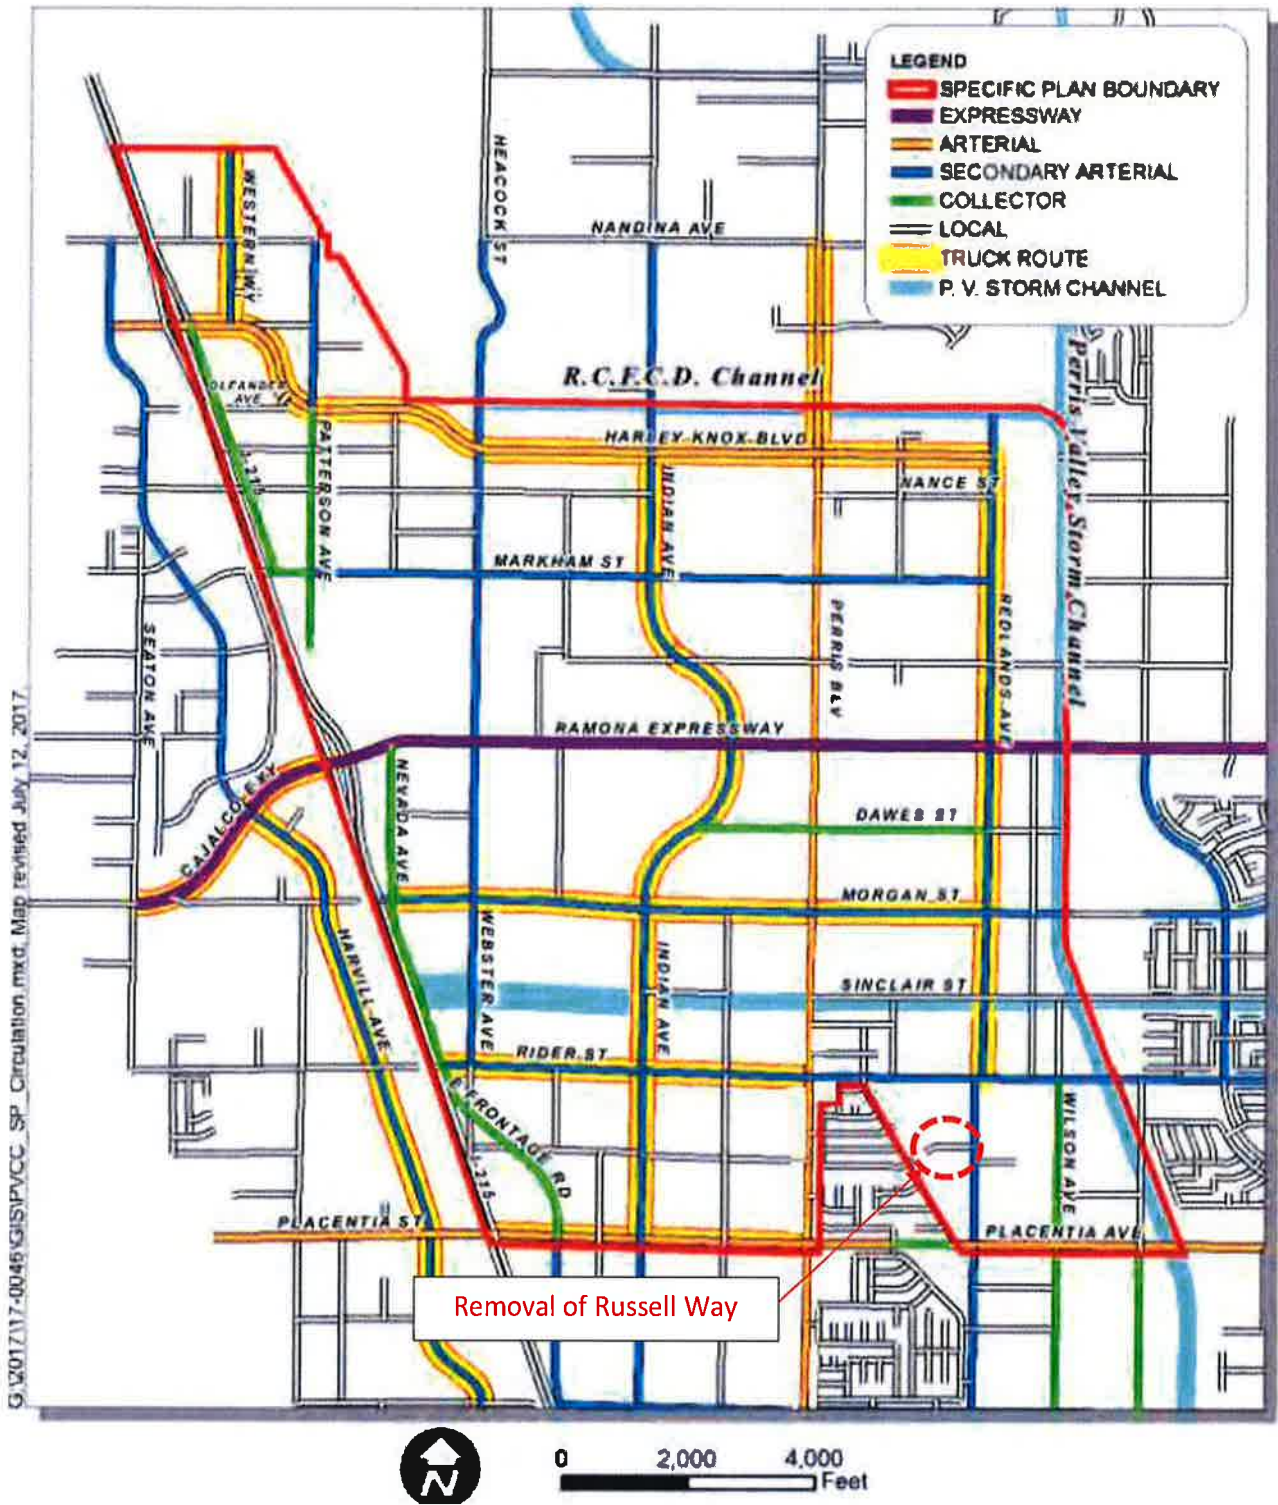 LEGEND
SPECIFIC PLAN BOUNDARY
EXPRESSWAY
ARTERIAL
SECONDARY ARTERIAL
COLLECTOR
LOCAL
TRUCK ROUTE
P. V. STORM CHANNEL
HEACOCK ST
WESTERN WY
NANDINA AVE
R.C.F.C.D. Channel
Perris Valley Storm Channel
OLEANDER
AVE
HARLEY KNOX BLVD
PATTERSON AVE
I-215
INDIAN AVE
NANCE ST
MARKHAM ST
SEATON AVE
PERRIS BLV
REDLANDS AVE
RAMONA EXPRESSWAY
CAJALCO EXY
NEVADA AVE
DAWES ST
MORGAN ST
HARVILL AVE
WEBSTER AVE
INDIAN AVE
SINCLAIR ST
RIDER ST
E FRONTAGE RD
WILSON AVE
I-215
PLACENTIA ST
PLACENTIA AVE
Removal of Russell Way
G:\2017\17-0046\GIS\PVCC_SP_Circulation.mxd; Map revised July 12, 2017.
N
0 2,000 4,000
Feet